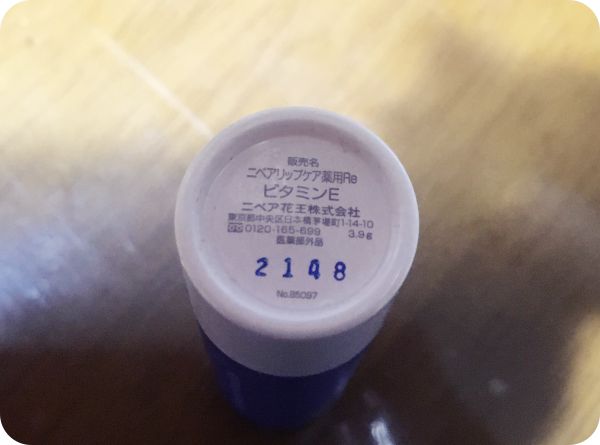 販売名
ニベアリップケア薬用Re
ビタミンE
ニベア花王株式会社
東京都中央区日本橋茅場町1-14-10
0120-165-699 3.9g
医薬部外品
2148
No.85097